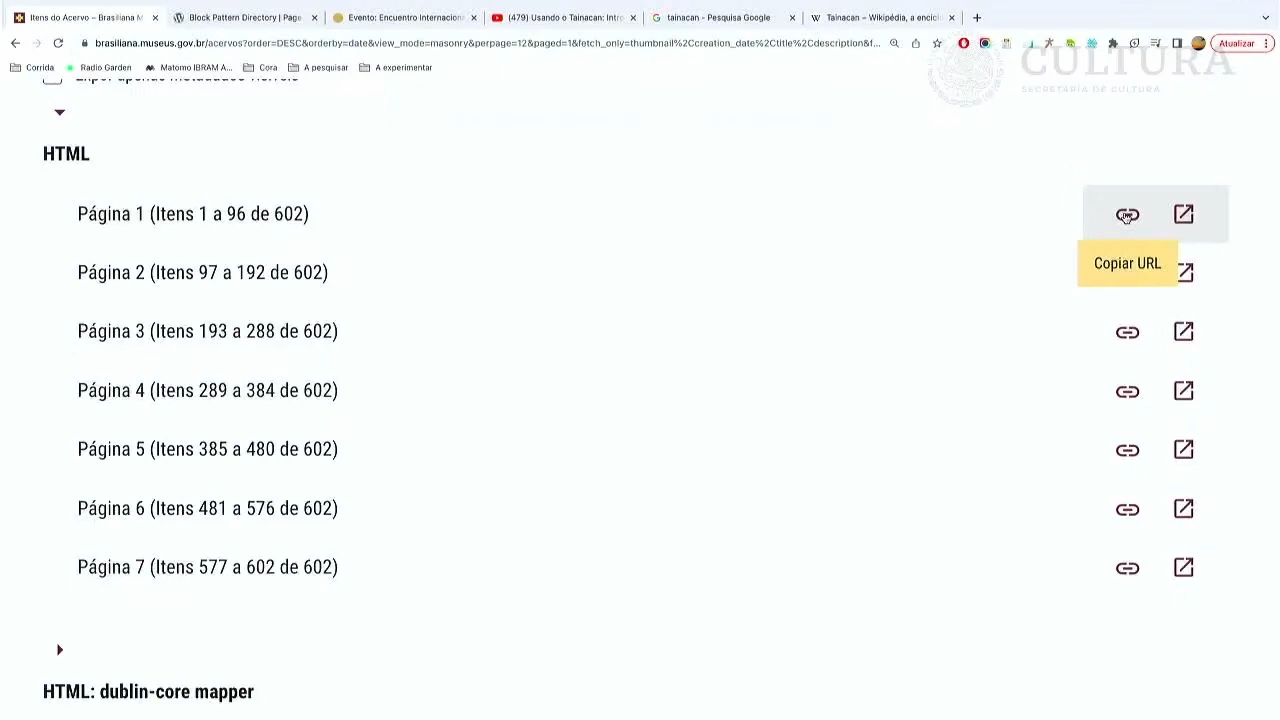 Itens do Acervo – Brasiliana M
Block Pattern Directory | Page
Evento: Encuentro Internacion
(479) Usando o Tainacan: Intro
tainacan - Pesquisa Google
Tainacan – Wikipédia, a encicl
brasiliana.museus.gov.br/acervos?order=DESC&orderby=date&view_mode=masonry&perpage=12&paged=1&fetch_only=thumbnail%2Ccreation_date%2Ctitle%2Cdescription&f...
Atualizar
Corrida
Radio Garden
Matomo IBRAM A...
Cora
A pesquisar
A experimentar
CULTURA
SECRETARÍA DE CULTURA
HTML
Página 1 (Itens 1 a 96 de 602)
Copiar URL
Página 2 (Itens 97 a 192 de 602)
Página 3 (Itens 193 a 288 de 602)
Página 4 (Itens 289 a 384 de 602)
Página 5 (Itens 385 a 480 de 602)
Página 6 (Itens 481 a 576 de 602)
Página 7 (Itens 577 a 602 de 602)
HTML: dublin-core mapper